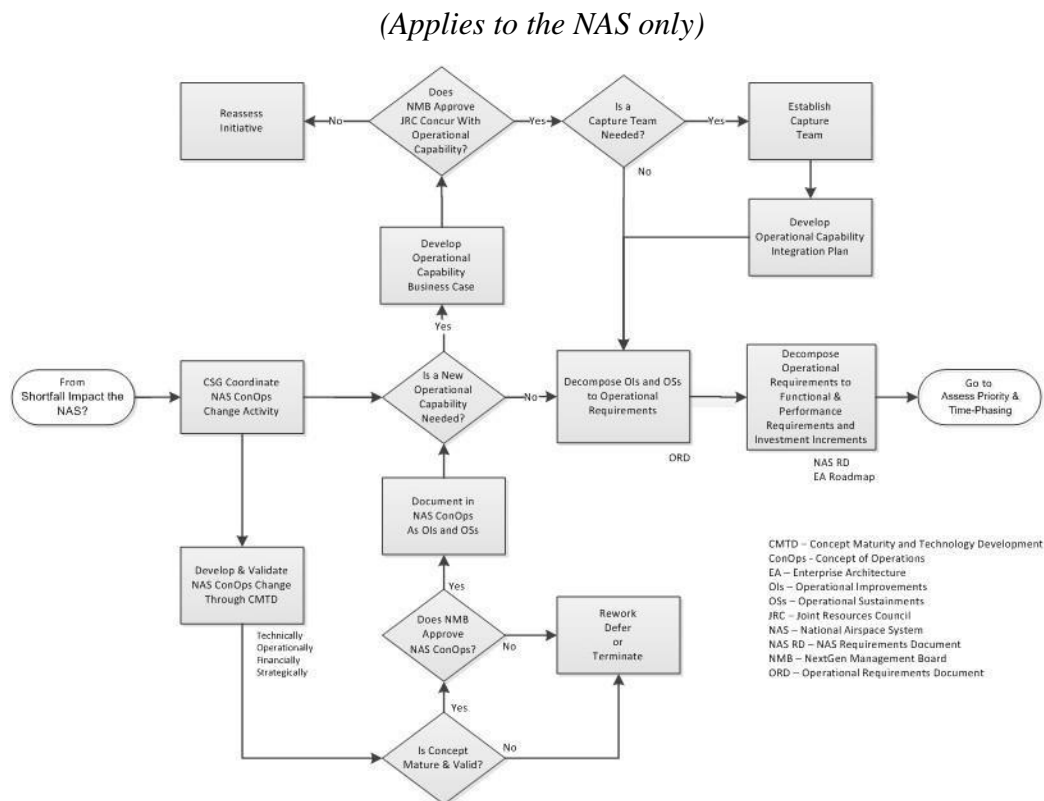 (Applies to the NAS only)
Reassess
Initiative
No
Does
NMB Approve
JRC Concur With
Operational
Capability?
Yes
Is a
Capture Team
Needed?
Yes
Establish
Capture
Team
No
Develop
Operational Capability
Integration Plan
Develop
Operational
Capability
Business Case
Yes
From
Shortfall Impact the
NAS?
CSG Coordinate
NAS ConOps
Change Activity
Is a New
Operational
Capability
Needed?
No
Decompose OIs and OSs
to Operational
Requirements
ORD
Decompose
Operational
Requirements to
Functional &
Performance
Requirements and
Investment Increments
NAS RD
EA Roadmap
Go to
Assess Priority &
Time-Phasing
Document in
NAS ConOps
As OIs and OSs
Yes
Develop & Validate
NAS ConOps Change
Through CMTD
Technically
Operationally
Financially
Strategically
Does NMB
Approve
NAS ConOps?
No
Rework
Defer
or
Terminate
Yes
Is Concept
Mature & Valid?
No
CMTD – Concept Maturity and Technology Development
ConOps - Concept of Operations
EA – Enterprise Architecture
OIs – Operational Improvements
OSs – Operational Sustainments
JRC – Joint Resources Council
NAS – National Airspace System
NAS RD – NAS Requirements Document
NMB – NextGen Management Board
ORD – Operational Requirements Document